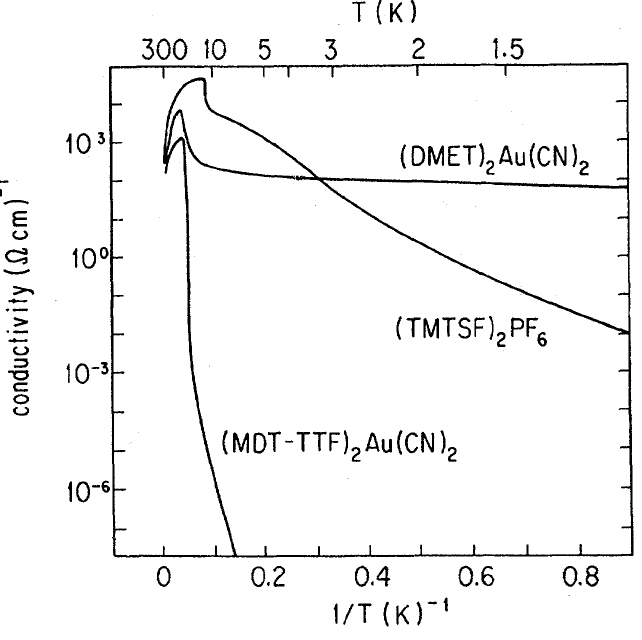 T (K)
300 10 5 3 2 1.5
10³
(DMET)₂Au(CN)₂
10⁰
conductivity (Ω cm)⁻¹
(TMTSF)₂PF₆
10⁻³
(MDT-TTF)₂Au(CN)₂
10⁻⁶
0 0.2 0.4 0.6 0.8
1/T (K)⁻¹